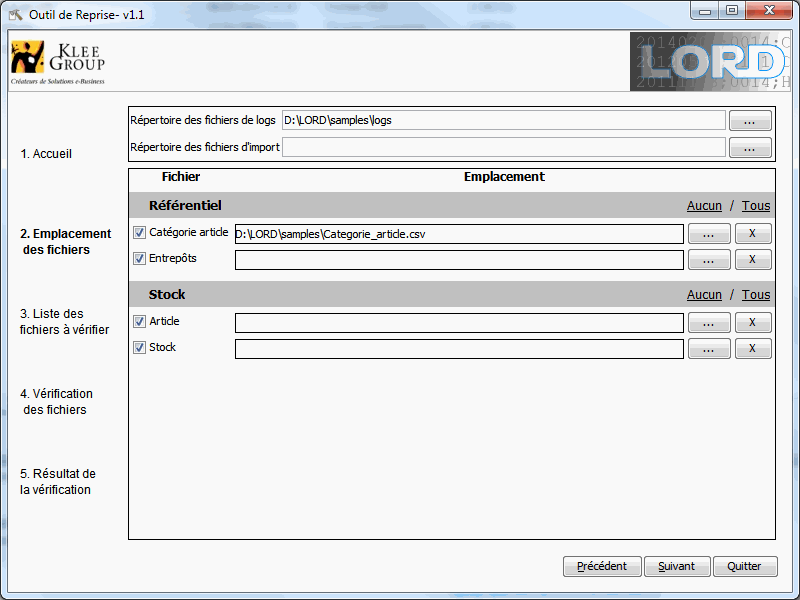 Outil de Reprise- v1.1
KLEE
GROUP
Créateurs de Solutions e-Business
LORD
Répertoire des fichiers de logs D:\LORD\samples\logs ...
Répertoire des fichiers d'import ...
1. Accueil
2. Emplacement
des fichiers
3. Liste des
fichiers à vérifier
4. Vérification
des fichiers
5. Résultat de
la vérification
Fichier Emplacement
Référentiel Aucun / Tous
Catégorie article D:\LORD\samples\Categorie_article.csv ... X
Entrepôts ... X
Stock Aucun / Tous
Article ... X
Stock ... X
Précédent Suivant Quitter